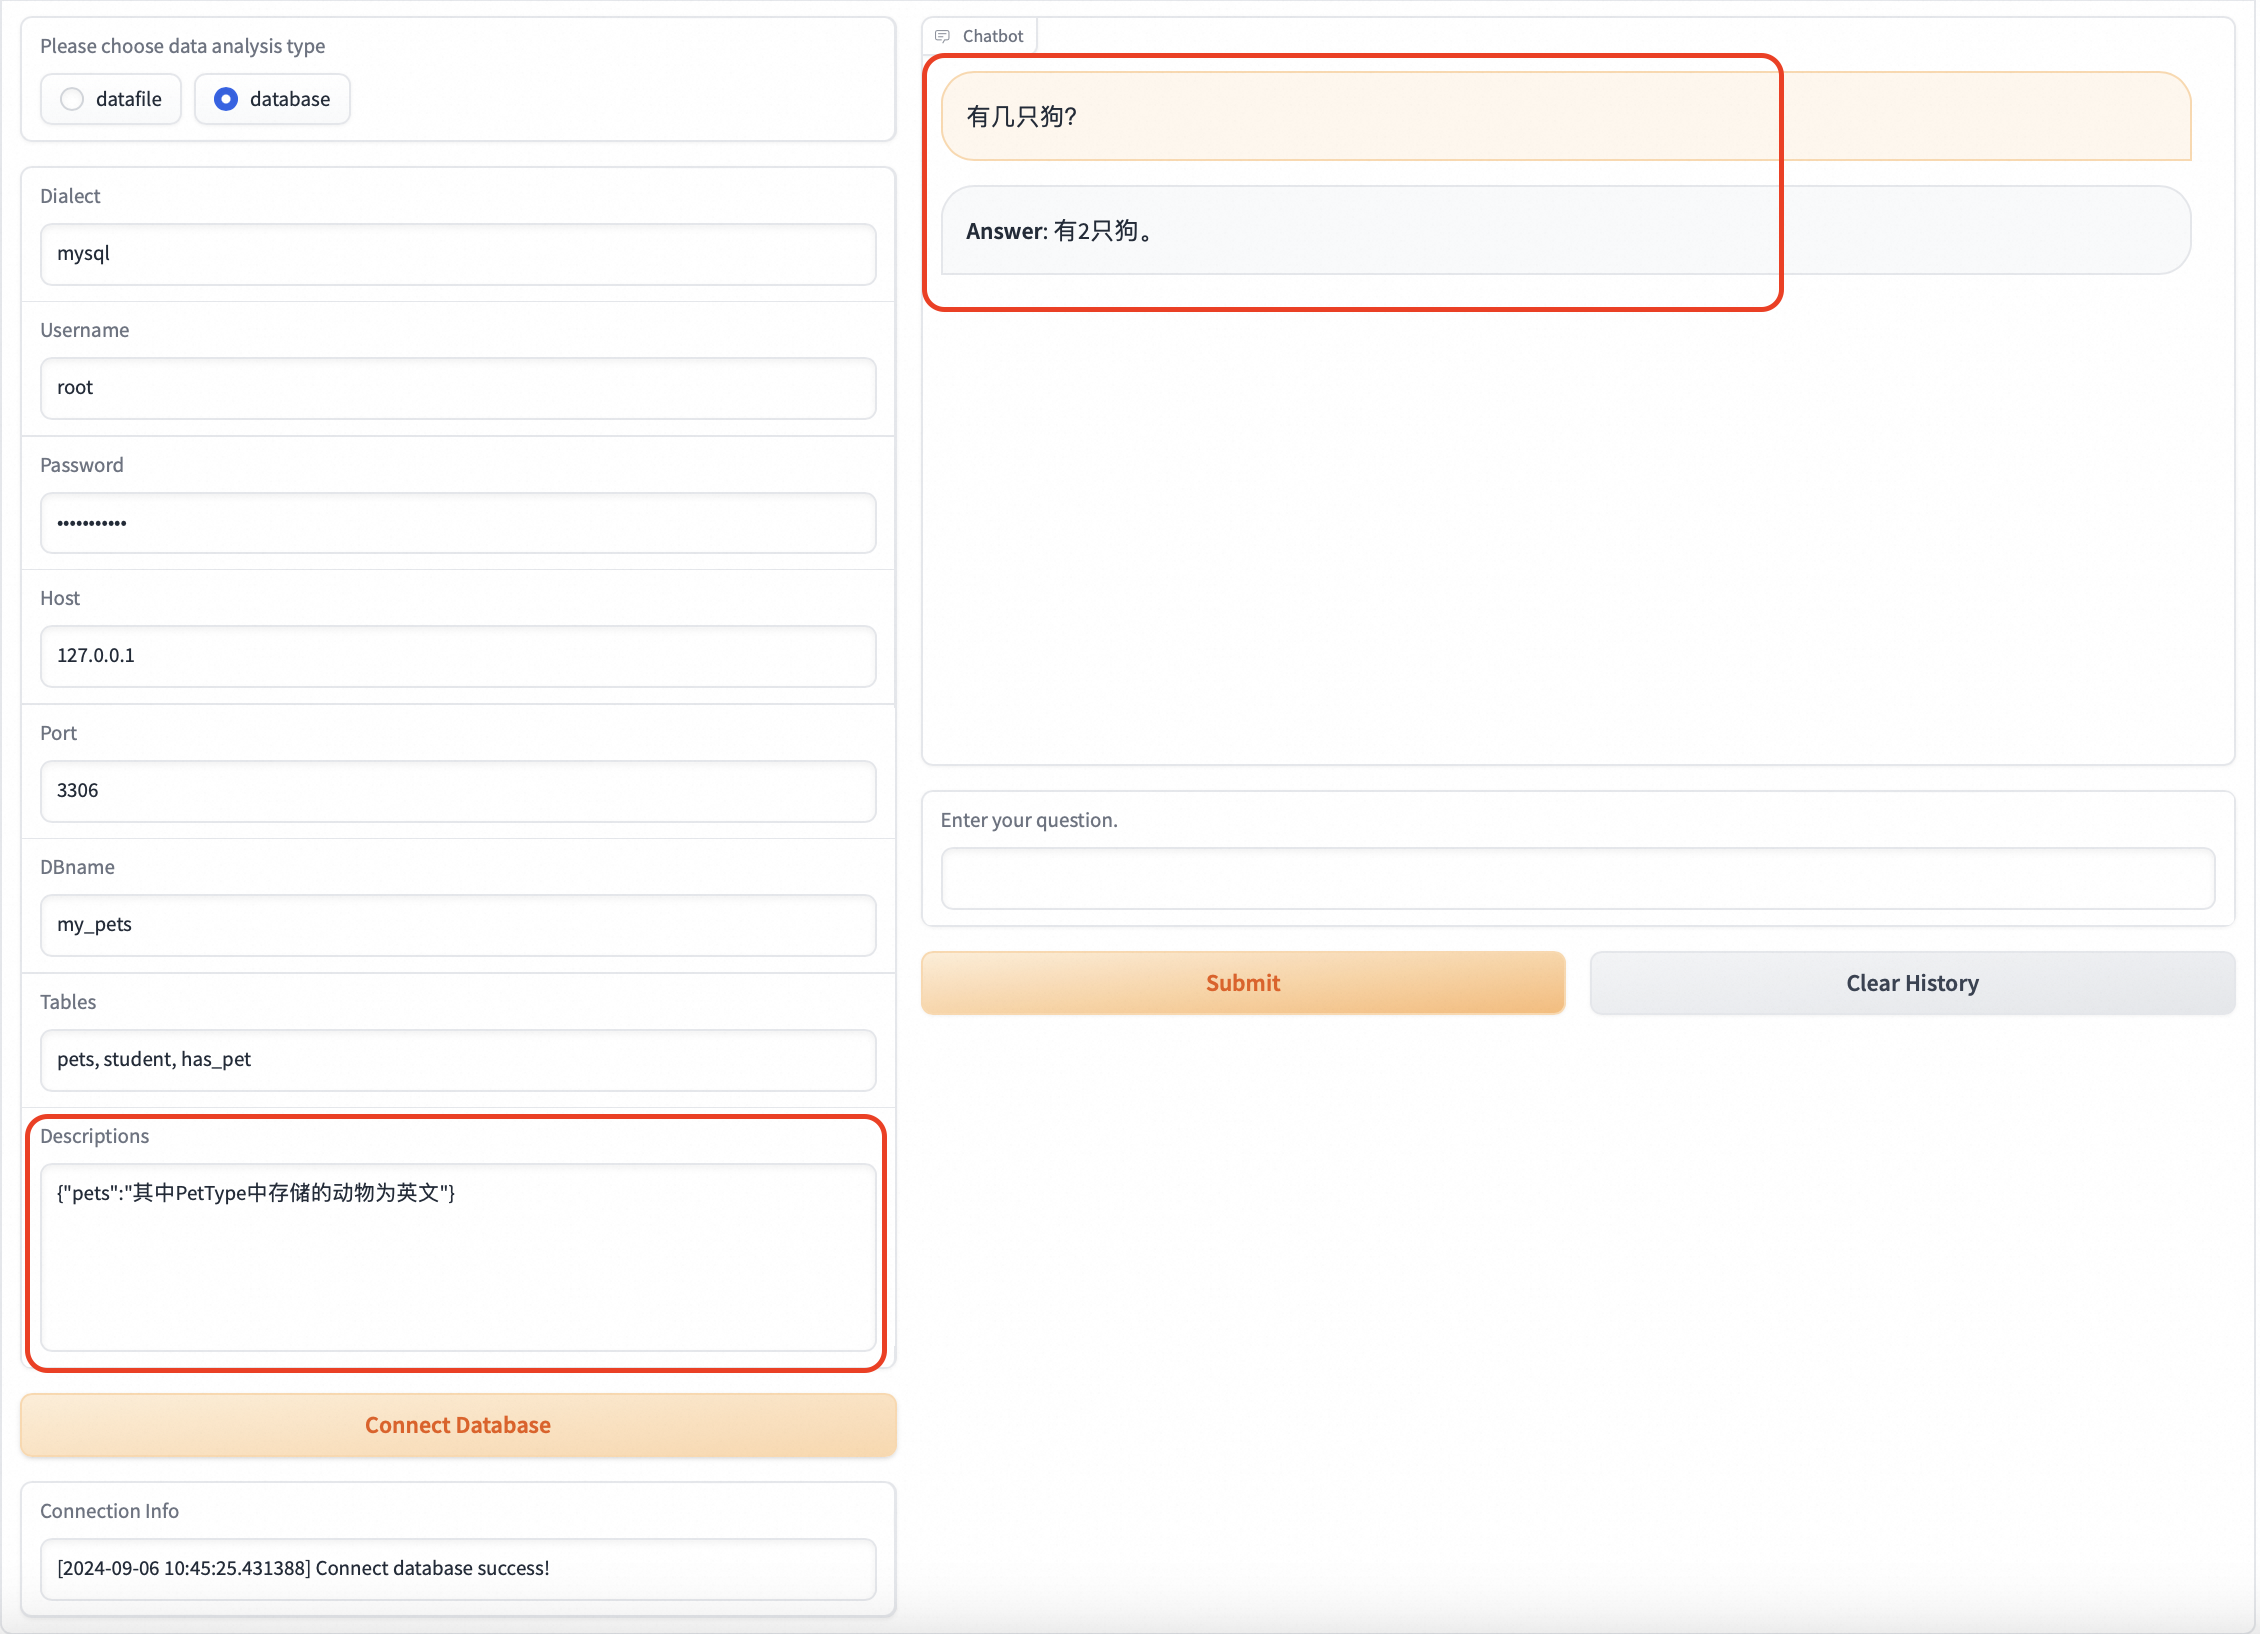 Please choose data analysis type
datafile
database
Dialect
mysql
Username
root
Password
•••••••••••
Host
127.0.0.1
Port
3306
DBname
my_pets
Tables
pets, student, has_pet
Descriptions
{"pets":"其中PetType中存储的动物为英文"}
Connect Database
Connection Info
[2024-09-06 10:45:25.431388] Connect database success!
Chatbot
有几只狗?
Answer: 有2只狗。
Enter your question.
Submit
Clear History